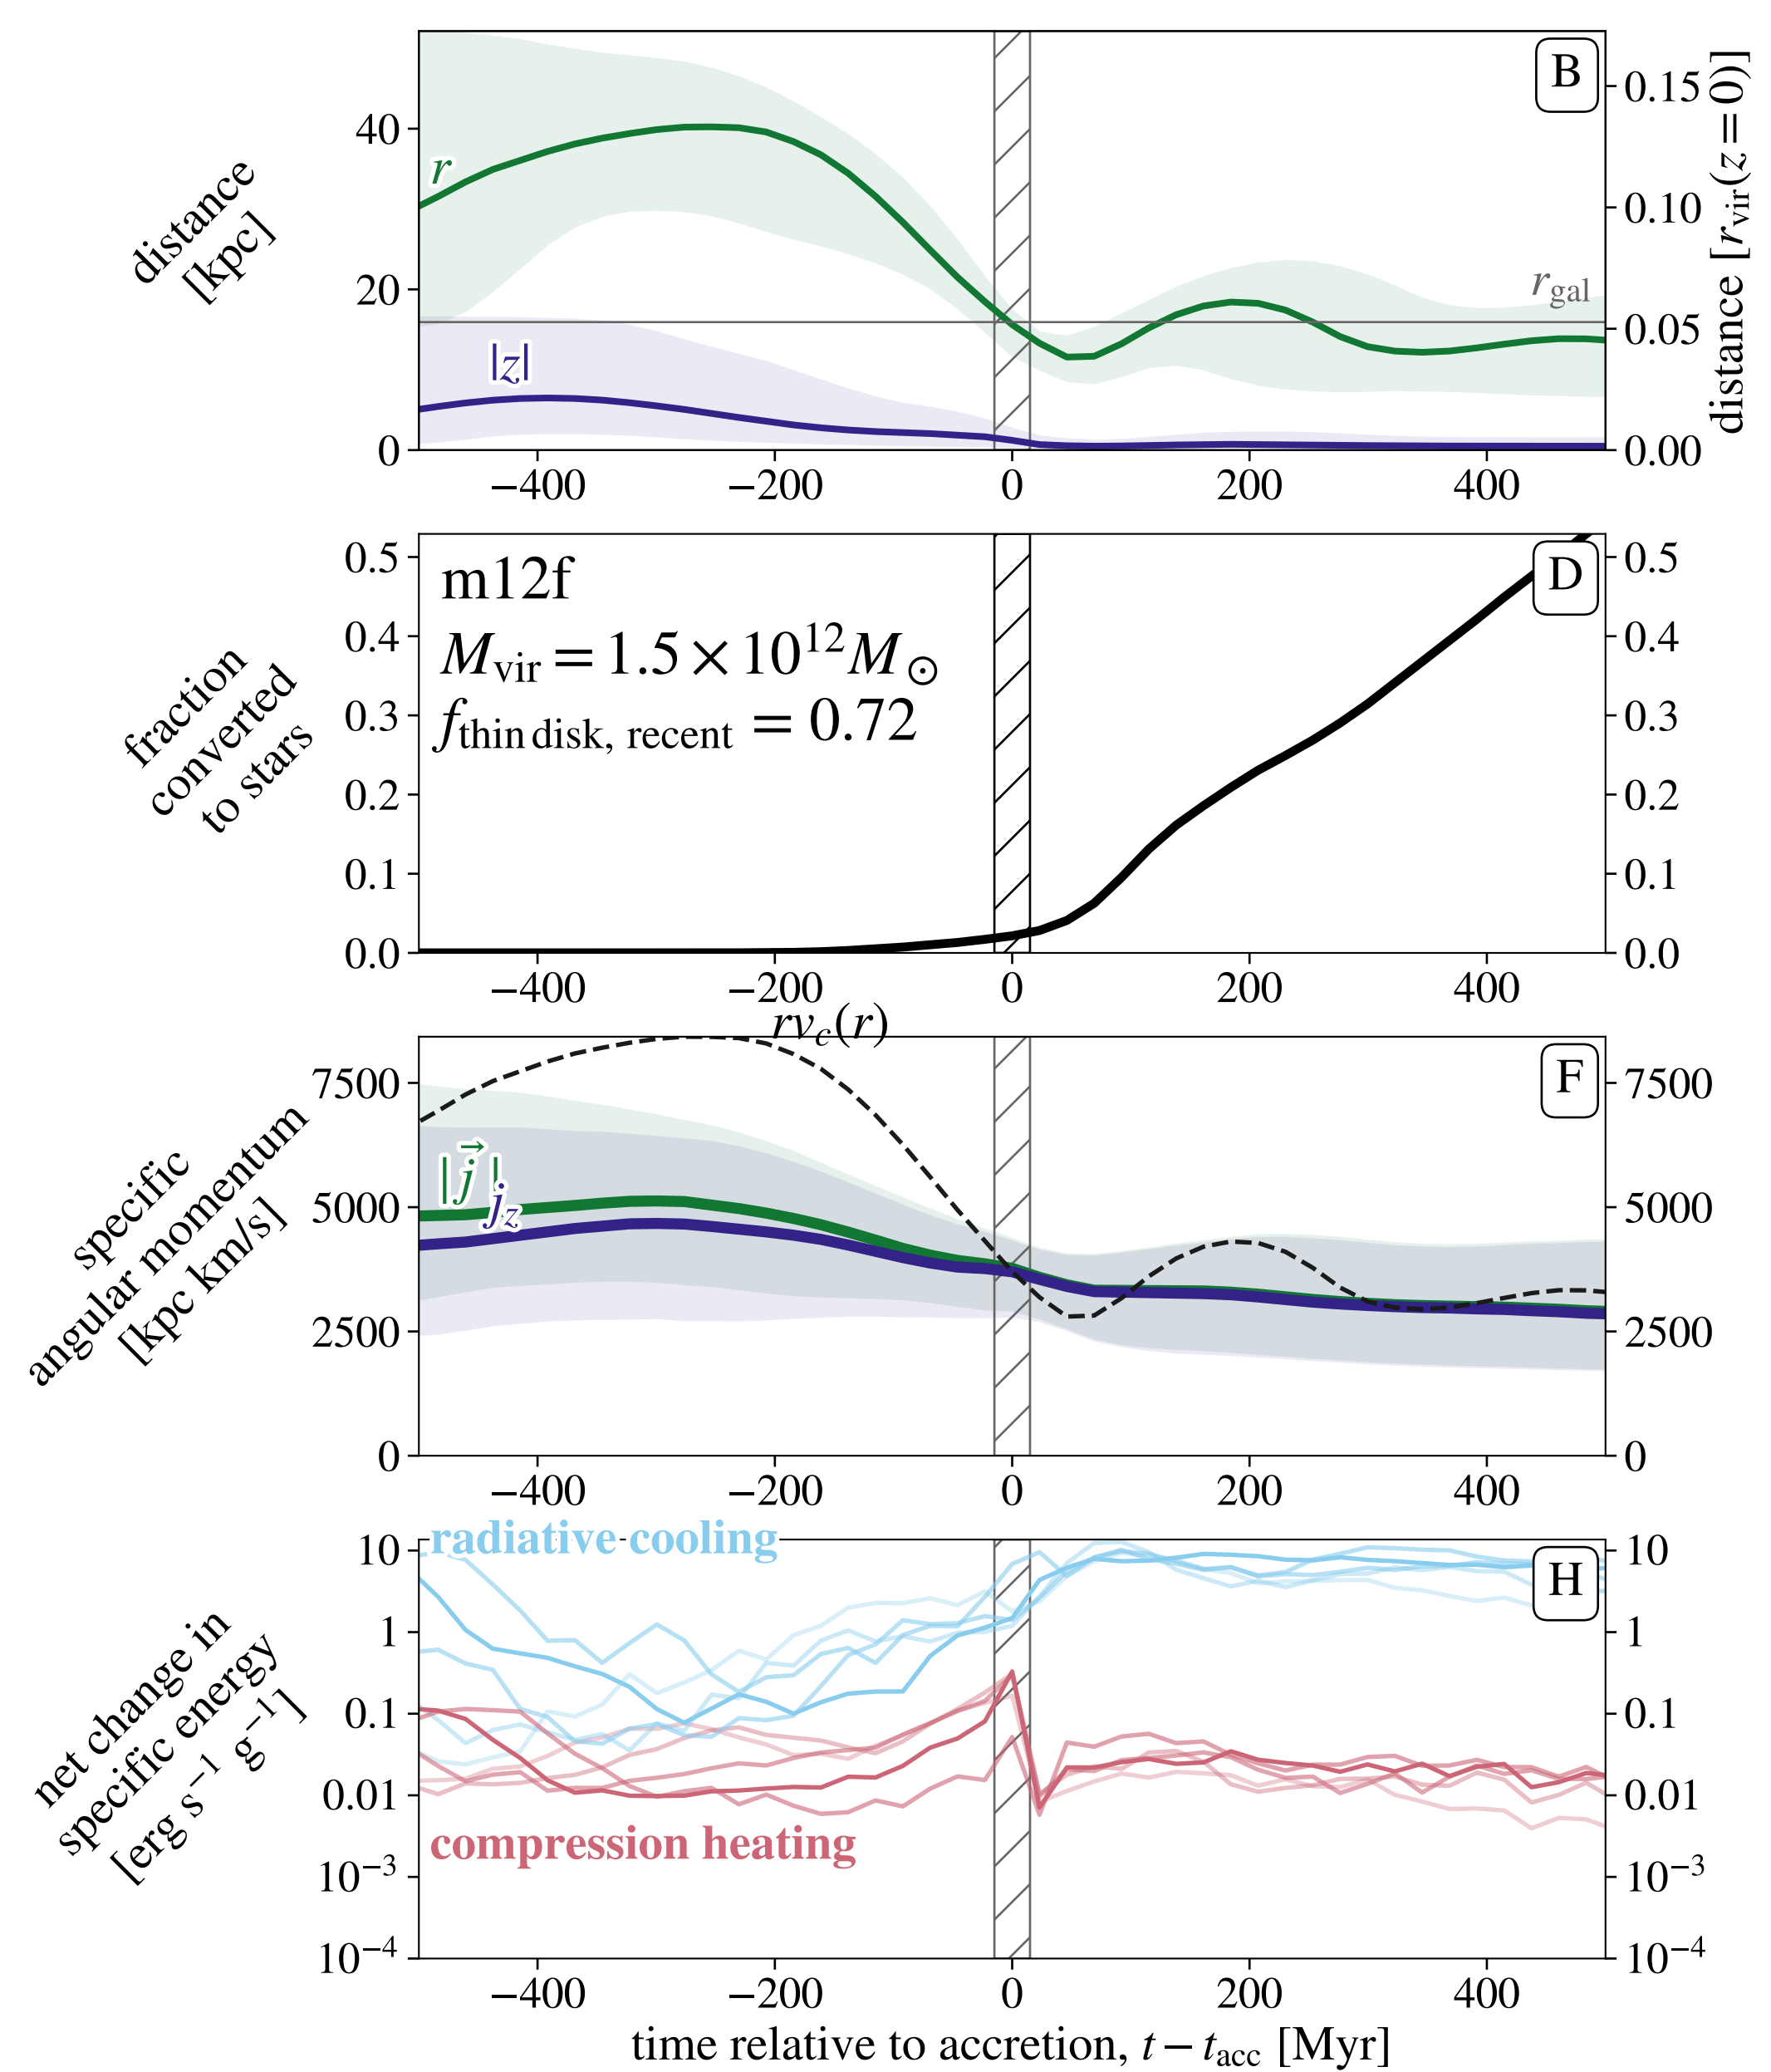 B
distance
[kpc]
40
20
0
r
|z|
r_gal
0.15
0.10
0.05
0.00
distance [r_vir(z = 0)]
−400 −200 0 200 400
D
fraction
converted
to stars
0.5
0.4
0.3
0.2
0.1
0.0
m12f
M_vir = 1.5 × 10^12 M_⊙
f_thin disk, recent = 0.72
0.5
0.4
0.3
0.2
0.1
0.0
−400 −200 0 200 400
rv_c(r)
F
specific
angular momentum
[kpc km/s]
7500
5000
2500
0
|j⃗|
j_z
7500
5000
2500
0
−400 −200 0 200 400
radiative cooling
H
net change in
specific energy
[erg s^−1 g^−1]
10
1
0.1
0.01
10^−3
10^−4
compression heating
10
1
0.1
0.01
10^−3
10^−4
−400 −200 0 200 400
time relative to accretion, t − t_acc [Myr]